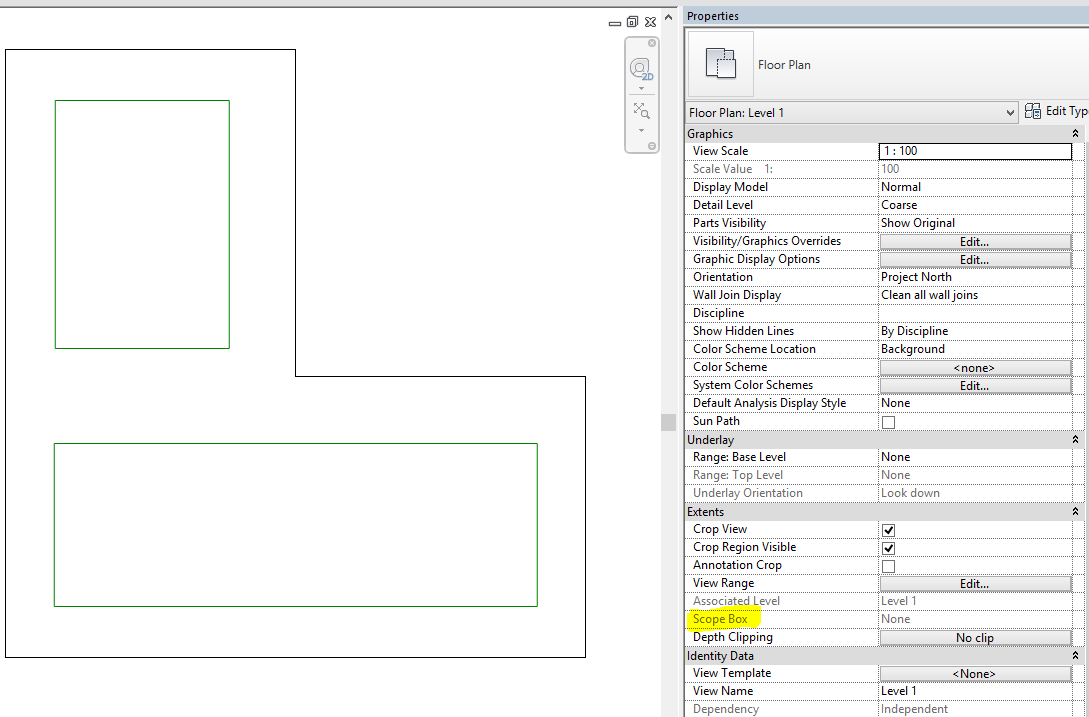 Properties
2D
Floor Plan
Floor Plan: Level 1
Edit Typ
Graphics
View Scale 1 : 100
Scale Value 1: 100
Display Model Normal
Detail Level Coarse
Parts Visibility Show Original
Visibility/Graphics Overrides Edit...
Graphic Display Options Edit...
Orientation Project North
Wall Join Display Clean all wall joins
Discipline
Show Hidden Lines By Discipline
Color Scheme Location Background
Color Scheme <none>
System Color Schemes Edit...
Default Analysis Display Style None
Sun Path
Underlay
Range: Base Level None
Range: Top Level None
Underlay Orientation Look down
Extents
Crop View
Crop Region Visible
Annotation Crop
View Range Edit...
Associated Level Level 1
Scope Box None
Depth Clipping No clip
Identity Data
View Template <None>
View Name Level 1
Dependency Independent